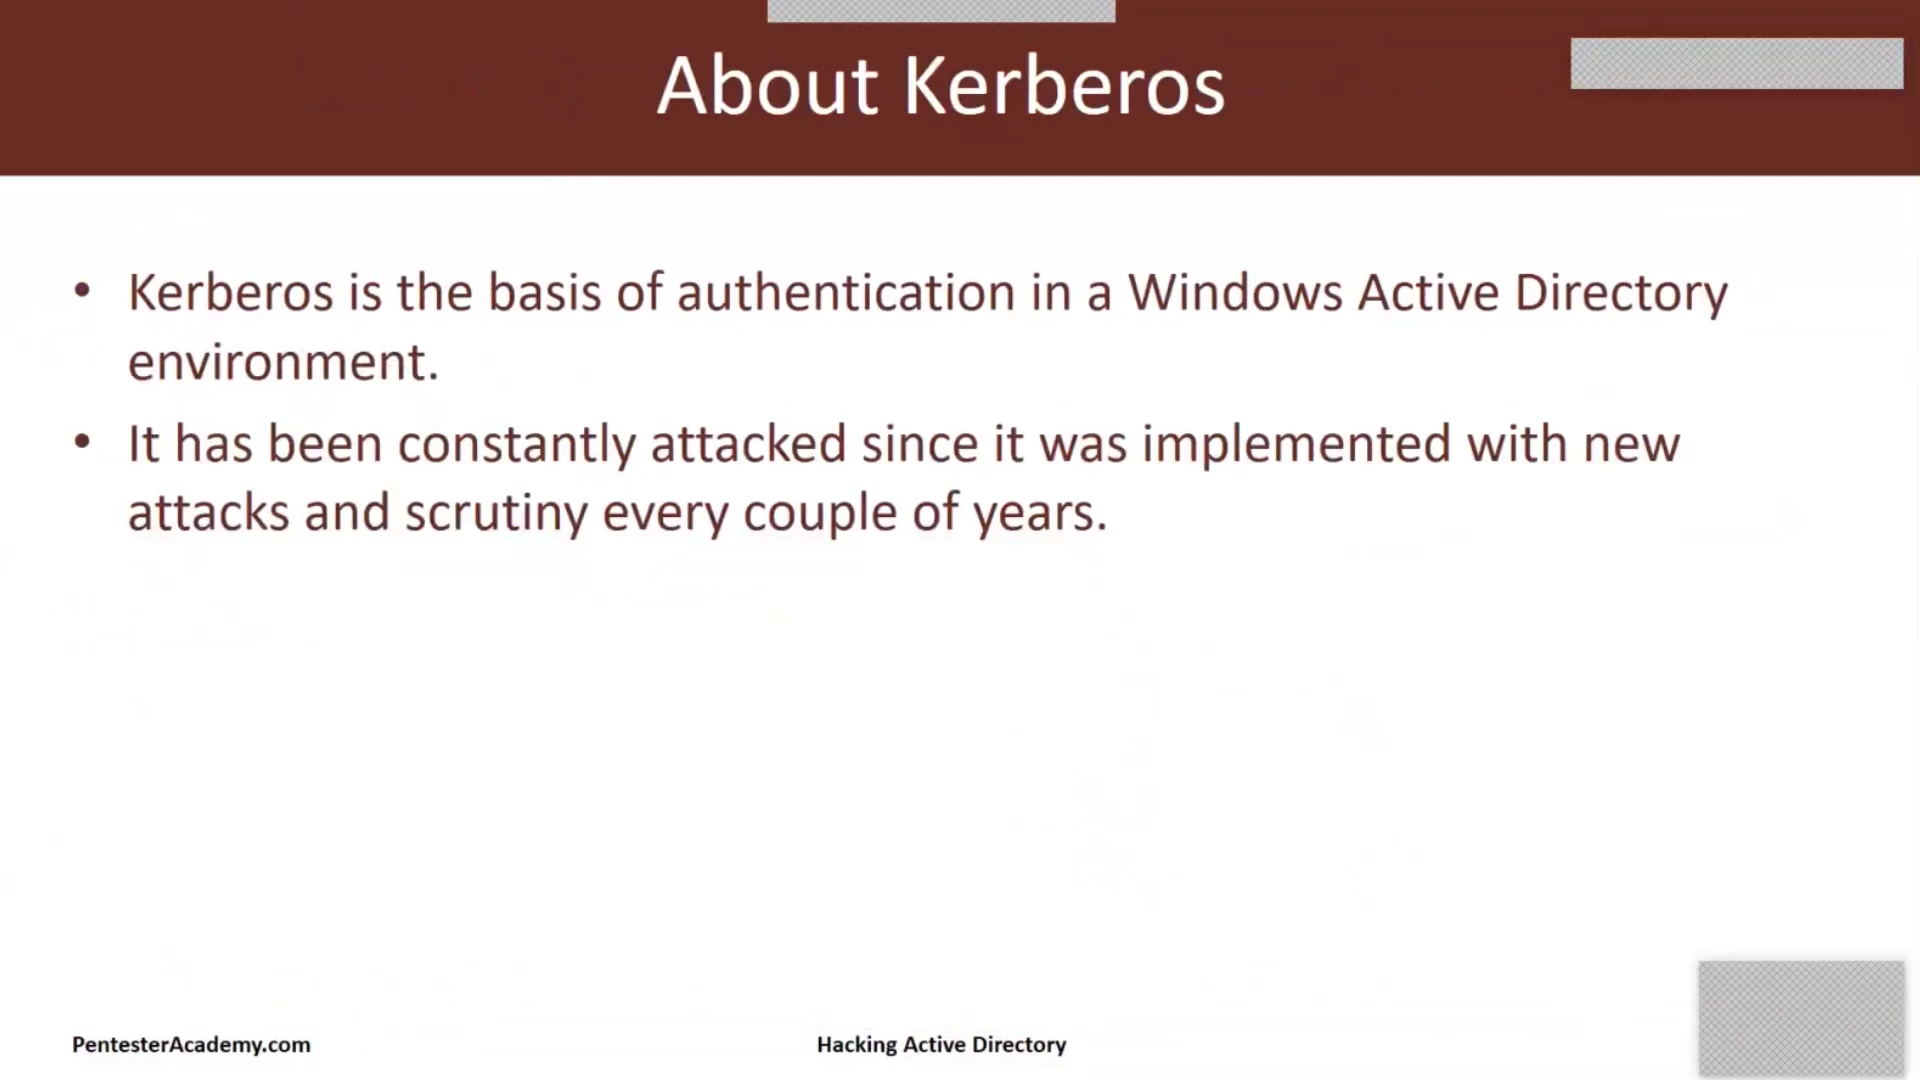 About Kerberos
• Kerberos is the basis of authentication in a Windows Active Directory
environment.
• It has been constantly attacked since it was implemented with new
attacks and scrutiny every couple of years.
PentesterAcademy.com
Hacking Active Directory